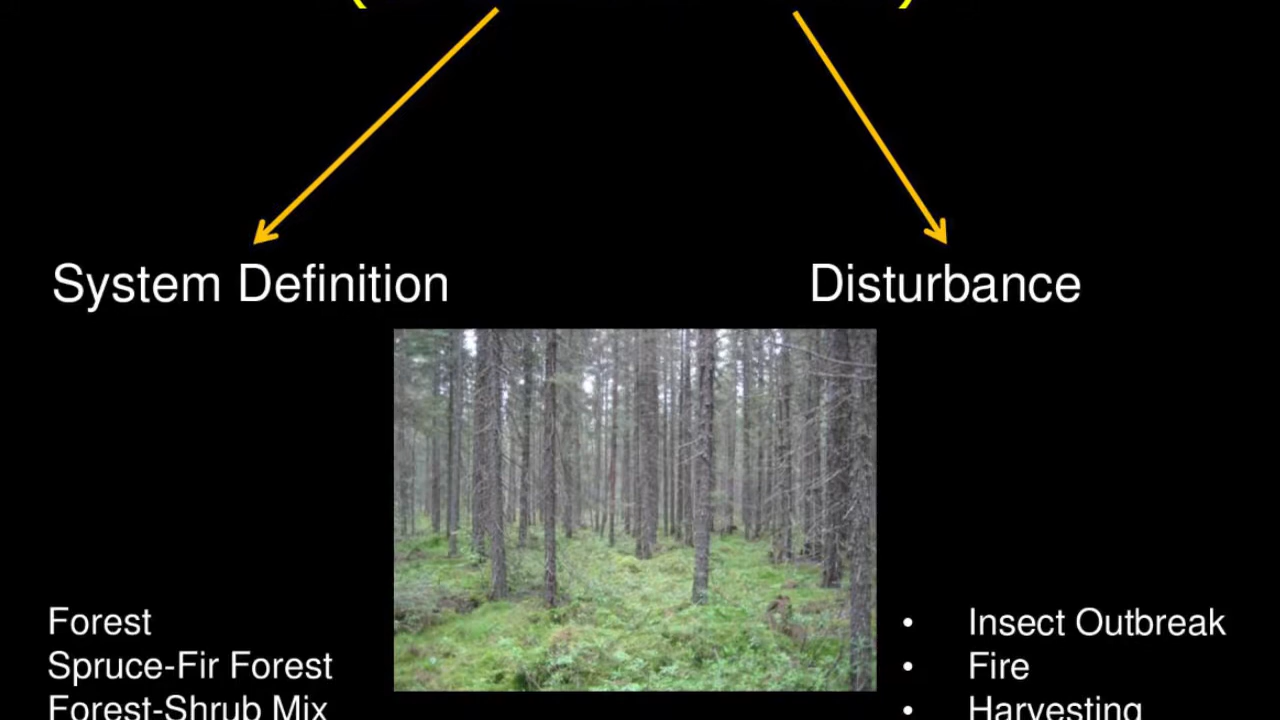 System Definition
Disturbance
Forest
Spruce-Fir Forest
Forest-Shrub Mix
• Insect Outbreak
• Fire
• Harvesting